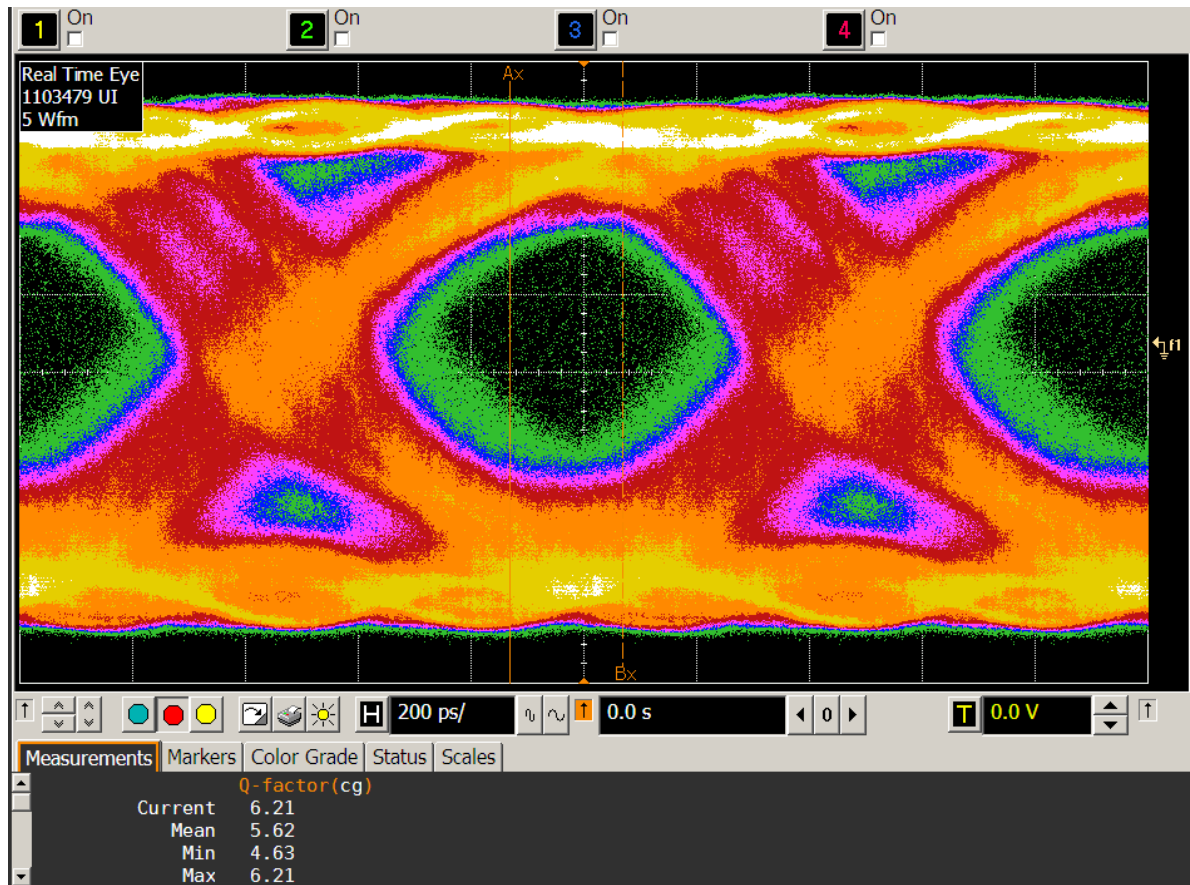 1 On 2 On 3 On 4 On
Real Time Eye
1103479 UI
5 Wfm
Ax
f1
Bx
H 200 ps/ 0.0 s 0 T 0.0 V
Measurements Markers Color Grade Status Scales
Q-factor(cg)
Current 6.21
Mean 5.62
Min 4.63
Max 6.21